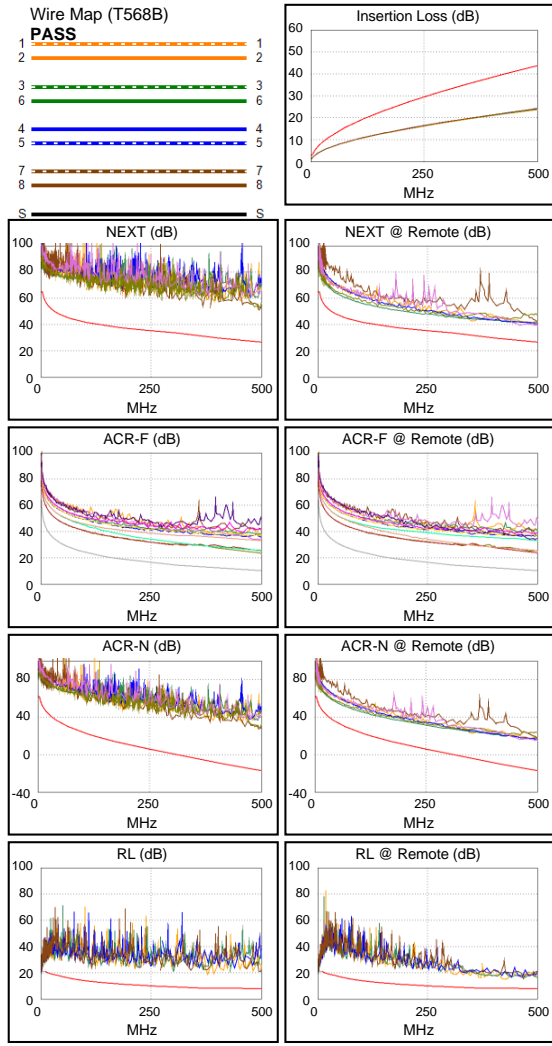 Wire Map (T568B)
PASS
1 1
2 2
3 3
6 6
4 4
5 5
7 7
8 8
S S
Insertion Loss (dB)
60
50
40
30
20
10
0
0 250 500
MHz
NEXT (dB)
100
80
60
40
20
0
0 250 500
MHz
NEXT @ Remote (dB)
100
80
60
40
20
0
0 250 500
MHz
ACR-F (dB)
100
80
60
40
20
0
0 250 500
MHz
ACR-F @ Remote (dB)
100
80
60
40
20
0
0 250 500
MHz
ACR-N (dB)
80
40
0
-40
0 250 500
MHz
ACR-N @ Remote (dB)
80
40
0
-40
0 250 500
MHz
RL (dB)
100
80
60
40
20
0
0 250 500
MHz
RL @ Remote (dB)
100
80
60
40
20
0
0 250 500
MHz